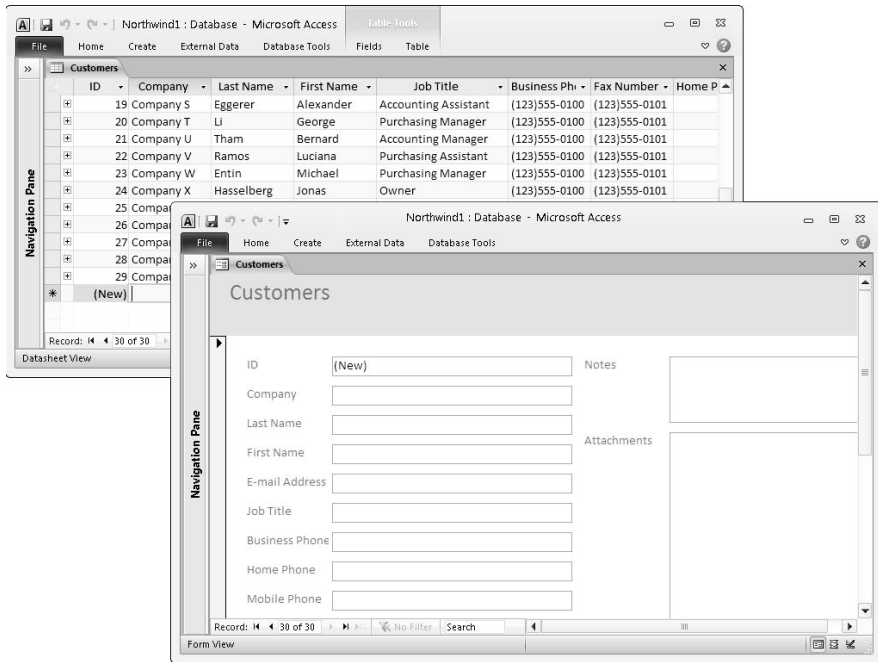 Northwind1 : Database - Microsoft Access Table Tools
File Home Create External Data Database Tools Fields Table
Customers
ID Company Last Name First Name Job Title Business Ph Fax Number Home P
19 Company S Eggerer Alexander Accounting Assistant (123)555-0100 (123)555-0101
20 Company T Li George Purchasing Manager (123)555-0100 (123)555-0101
21 Company U Tham Bernard Accounting Manager (123)555-0100 (123)555-0101
22 Company V Ramos Luciana Purchasing Assistant (123)555-0100 (123)555-0101
23 Company W Entin Michael Purchasing Manager (123)555-0100 (123)555-0101
24 Company X Hasselberg Jonas Owner (123)555-0100 (123)555-0101
25 Compa
26 Compa
27 Compa
28 Compa
29 Compa
(New)
Navigation Pane
Record: 30 of 30
Datasheet View
Northwind1 : Database - Microsoft Access
File Home Create External Data Database Tools
Customers
Customers
ID (New)
Company
Last Name
First Name
E-mail Address
Job Title
Business Phone
Home Phone
Mobile Phone
Notes
Attachments
Navigation Pane
Record: 30 of 30 No Filter Search
Form View